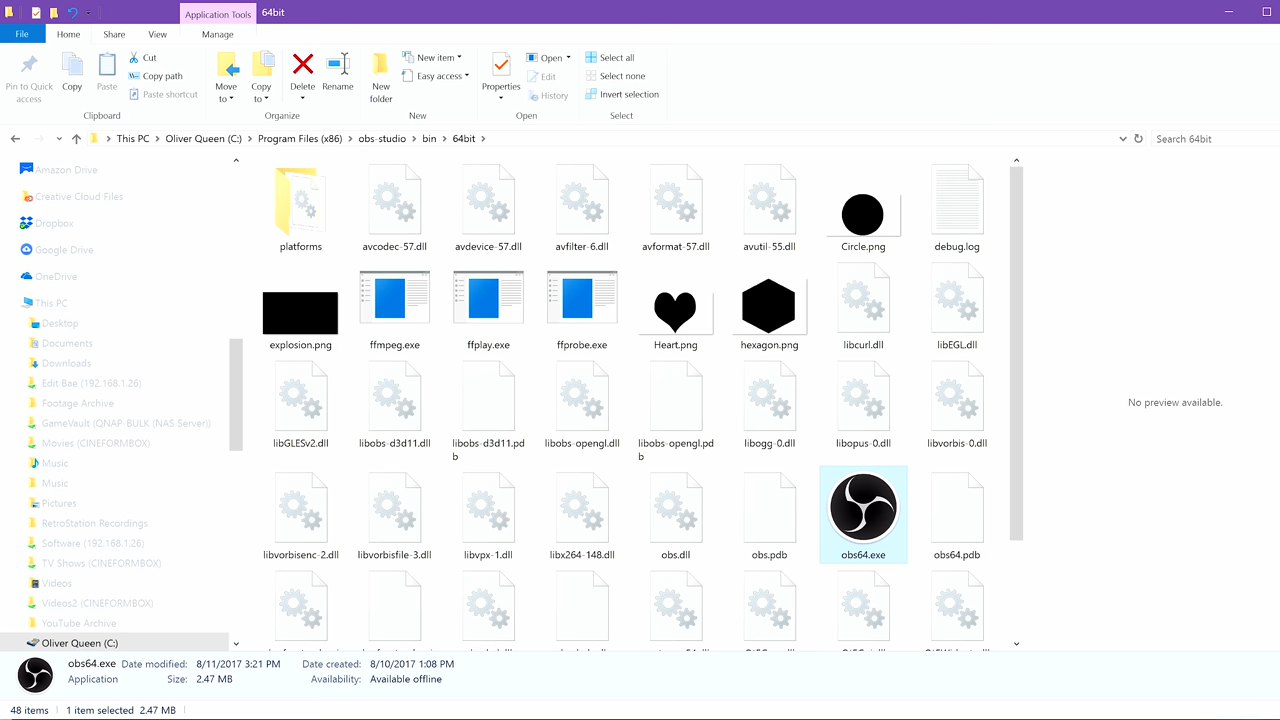 Application Tools 64bit
File Home Share View Manage
Pin to Quick access
Copy
Paste
Cut
Copy path
Paste shortcut
Clipboard
Move to
Copy to
Delete
Rename
Organize
New folder
New item
Easy access
New
Properties
Open
Edit
History
Open
Select all
Select none
Invert selection
Select
This PC Oliver Queen (C:) Program Files (x86) obs-studio bin 64bit
Search 64bit
Amazon Drive
Creative Cloud Files
Dropbox
Google Drive
OneDrive
This PC
Desktop
Documents
Downloads
Edit Bae (192.168.1.26)
Footage Archive
GameVault (QNAP-BULK (NAS Server))
Movies (CINEFORMBOX)
Music
Music
Pictures
RetroStation Recordings
Software (192.168.1.26)
TV Shows (CINEFORMBOX)
Videos
Videos2 (CINEFORMBOX)
YouTube Archive
Oliver Queen (C:)
platforms avcodec-57.dll avdevice-57.dll avfilter-6.dll avformat-57.dll avutil-55.dll Circle.png debug.log
explosion.png ffmpeg.exe ffplay.exe ffprobe.exe Heart.png hexagon.png libcurl.dll libEGL.dll
libGLESv2.dll libobs-d3d11.dll libobs-d3d11.pdb libobs-opengl.dll libobs-opengl.pdb libogg-0.dll libopus-0.dll libvorbis-0.dll
libvorbisenc-2.dll libvorbisfile-3.dll libvpx-1.dll libx264-148.dll obs.dll obs.pdb obs64.exe obs64.pdb
No preview available.
obs64.exe Date modified: 8/11/2017 3:21 PM Date created: 8/10/2017 1:08 PM
Application Size: 2.47 MB Availability: Available offline
48 items 1 item selected 2.47 MB